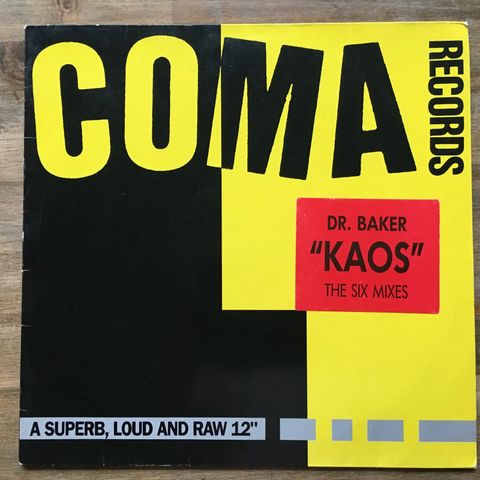 COMA
RECORDS
DR. BAKER
"KAOS"
THE SIX MIXES
A SUPERB, LOUD AND RAW 12"